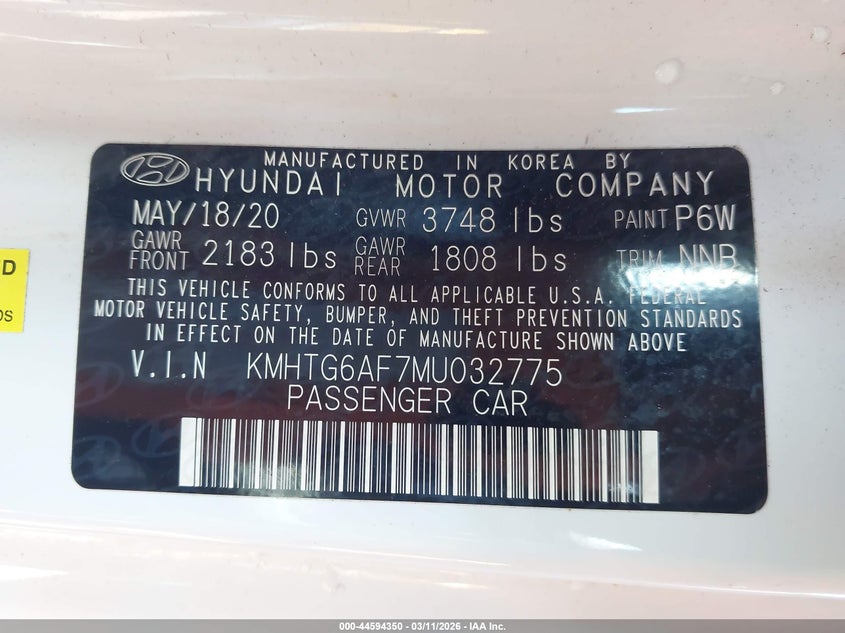 MANUFACTURED IN KOREA BY
HYUNDAI MOTOR COMPANY
MAY/18/20 GVWR 3748 lbs PAINT P6W
GAWR FRONT 2183 lbs GAWR REAR 1808 lbs TRIM NNB
THIS VEHICLE CONFORMS TO ALL APPLICABLE U.S.A. FEDERAL
MOTOR VEHICLE SAFETY, BUMPER, AND THEFT PREVENTION STANDARDS
IN EFFECT ON THE DATE OF MANUFACTURE SHOWN ABOVE
V.I.N KMHTG6AF7MU032775
PASSENGER CAR
000-44594350 - 03/11/2026 - IAA Inc.